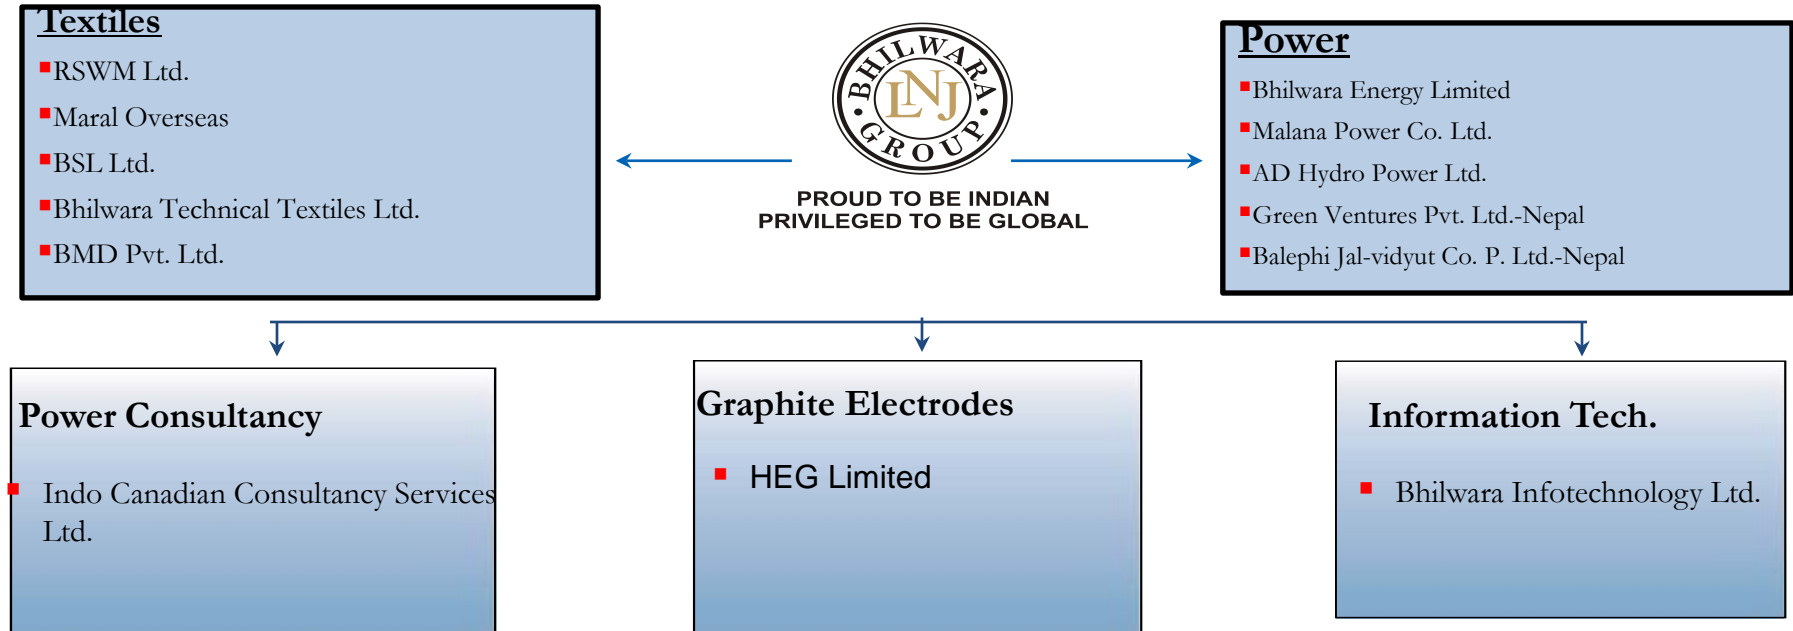 Textiles
RSWM Ltd.
Maral Overseas
BSL Ltd.
Bhilwara Technical Textiles Ltd.
BMD Pvt. Ltd.
BHILWARA
LNJ
GROUP
PROUD TO BE INDIAN
PRIVILEGED TO BE GLOBAL
Power
Bhilwara Energy Limited
Malana Power Co. Ltd.
AD Hydro Power Ltd.
Green Ventures Pvt. Ltd.-Nepal
Balephi Jal-vidyut Co. P. Ltd.-Nepal
Power Consultancy
Indo Canadian Consultancy Services
Ltd.
Graphite Electrodes
HEG Limited
Information Tech.
Bhilwara Infotechnology Ltd.